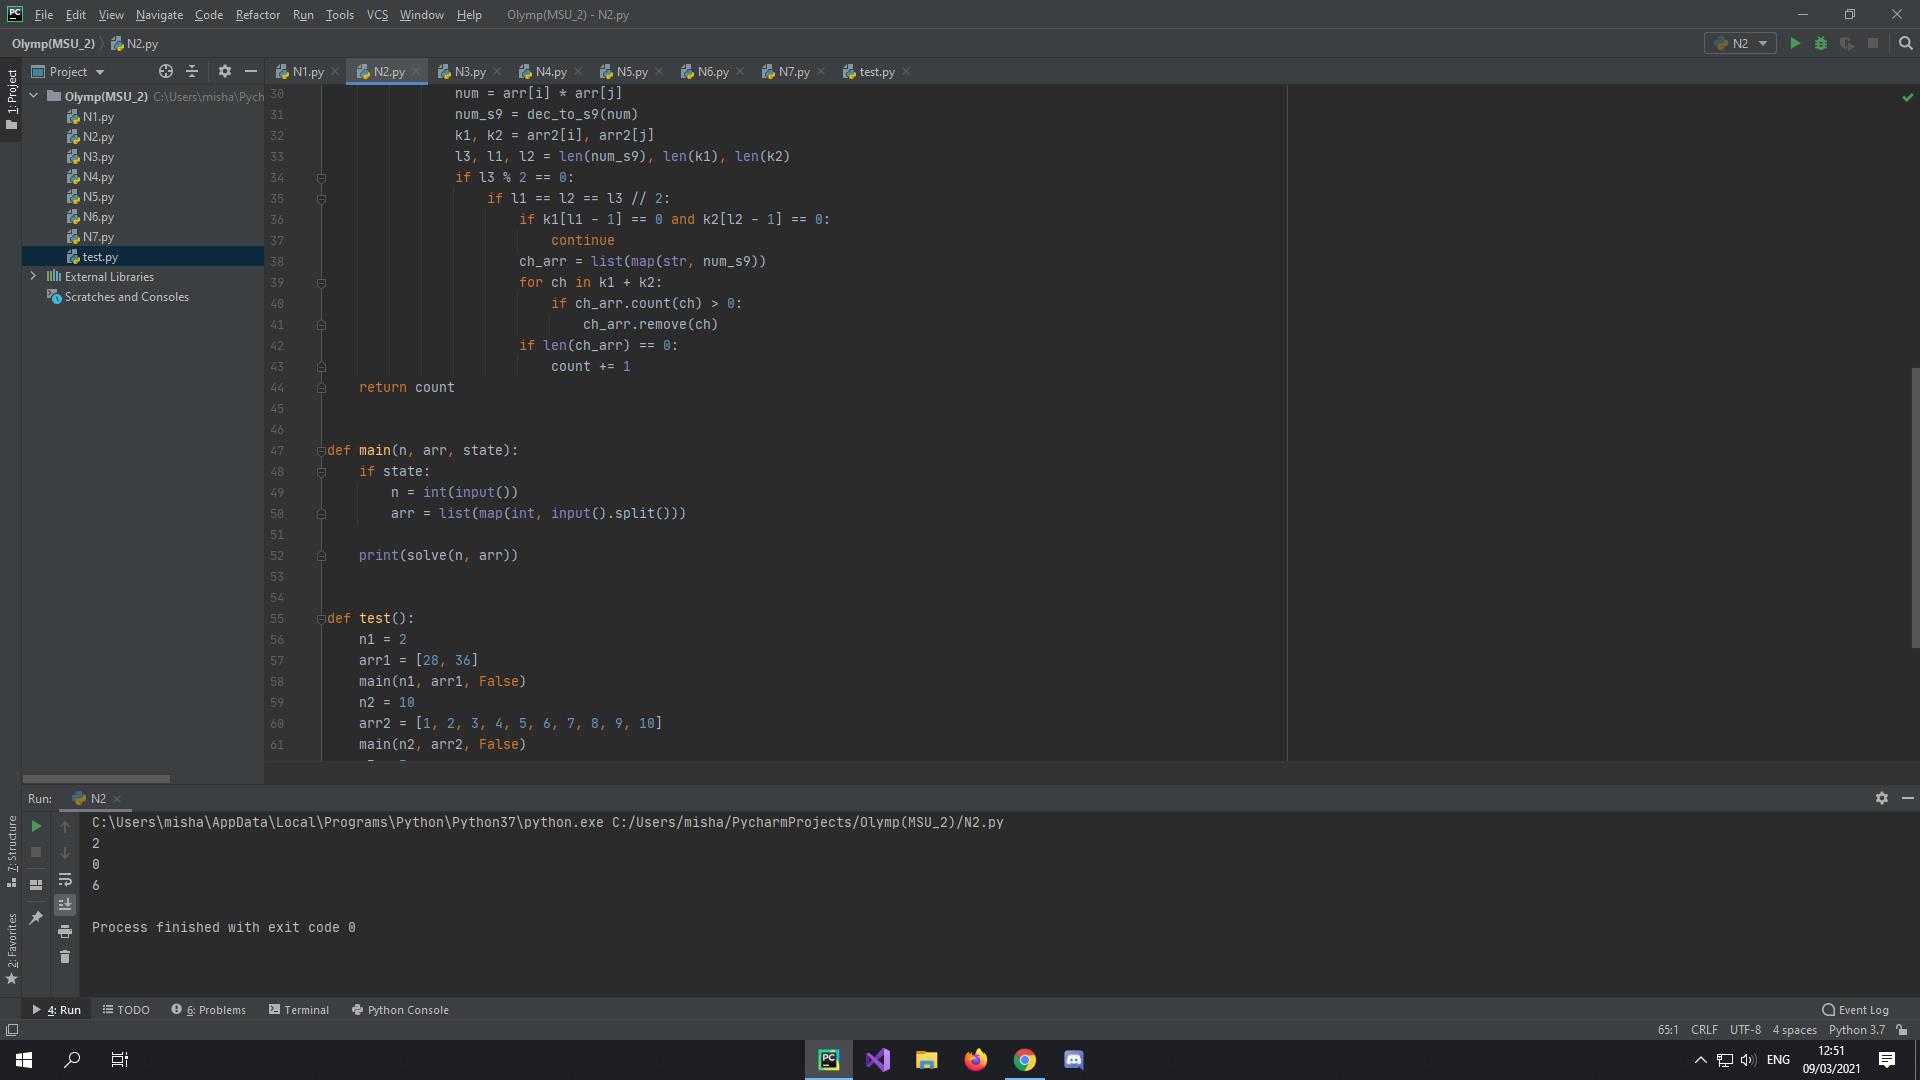 File Edit View Navigate Code Refactor Run Tools VCS Window Help Olymp(MSU_2) - N2.py
Olymp(MSU_2) N2.py N2
Project N1.py N2.py N3.py N4.py N5.py N6.py N7.py test.py
1: Project
Olymp(MSU_2) C:\Users\misha\Pych
N1.py
N2.py
N3.py
N4.py
N5.py
N6.py
N7.py
test.py
External Libraries
Scratches and Consoles
30 num = arr[i] * arr[j]
31 num_s9 = dec_to_s9(num)
32 k1, k2 = arr2[i], arr2[j]
33 l3, l1, l2 = len(num_s9), len(k1), len(k2)
34 if l3 % 2 == 0:
35 if l1 == l2 == l3 // 2:
36 if k1[l1 - 1] == 0 and k2[l2 - 1] == 0:
37 continue
38 ch_arr = list(map(str, num_s9))
39 for ch in k1 + k2:
40 if ch_arr.count(ch) > 0:
41 ch_arr.remove(ch)
42 if len(ch_arr) == 0:
43 count += 1
44 return count
45
46
47 def main(n, arr, state):
48 if state:
49 n = int(input())
50 arr = list(map(int, input().split()))
51
52 print(solve(n, arr))
53
54
55 def test():
56 n1 = 2
57 arr1 = [28, 36]
58 main(n1, arr1, False)
59 n2 = 10
60 arr2 = [1, 2, 3, 4, 5, 6, 7, 8, 9, 10]
61 main(n2, arr2, False)
Run: N2
C:\Users\misha\AppData\Local\Programs\Python\Python37\python.exe C:/Users/misha/PycharmProjects/Olymp(MSU_2)/N2.py
2
0
6
Process finished with exit code 0
7: Structure
2: Favorites
4: Run TODO 6: Problems Terminal Python Console Event Log
65:1 CRLF UTF-8 4 spaces Python 3.7
PC ENG 12:51
09/03/2021